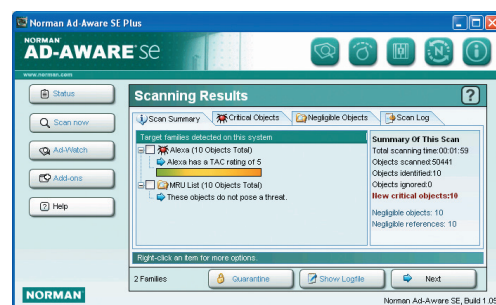 Norman Ad-Aware SE Plus
NORMAN
AD-AWARE SE
www.norman.com
Status
Scan now
Ad-Watch
Add-ons
Help
Scanning Results
?
Scan Summary
Critical Objects
Negligible Objects
Scan Log
Target families detected on this system
Alexa (10 Objects Total)
Alexa has a TAC rating of 5
MRU List (10 Objects Total)
These objects do not pose a threat.
Summary Of This Scan
Total scanning time:00:01:59
Objects scanned:50441
Objects identified:10
Objects ignored:0
New critical objects:10
Negligible objects: 10
Negligible references: 10
Right-click an item for more options.
2 Families
Quarantine
Show Logfile
Next
NORMAN
Norman Ad-Aware SE, Build 1.05